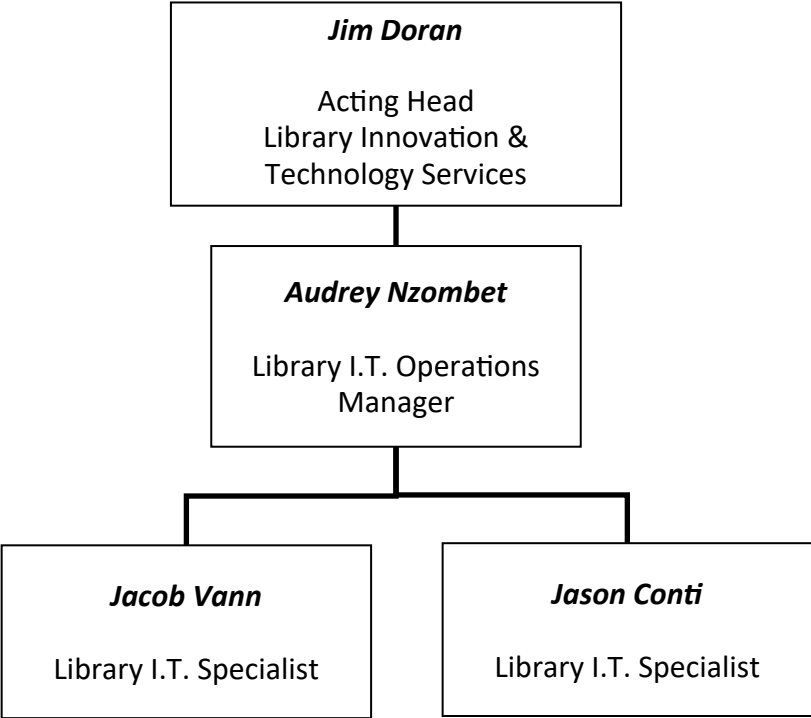 Jim Doran
Acting Head
Library Innovation &
Technology Services
Audrey Nzombet
Library I.T. Operations
Manager
Jacob Vann
Library I.T. Specialist
Jason Conti
Library I.T. Specialist